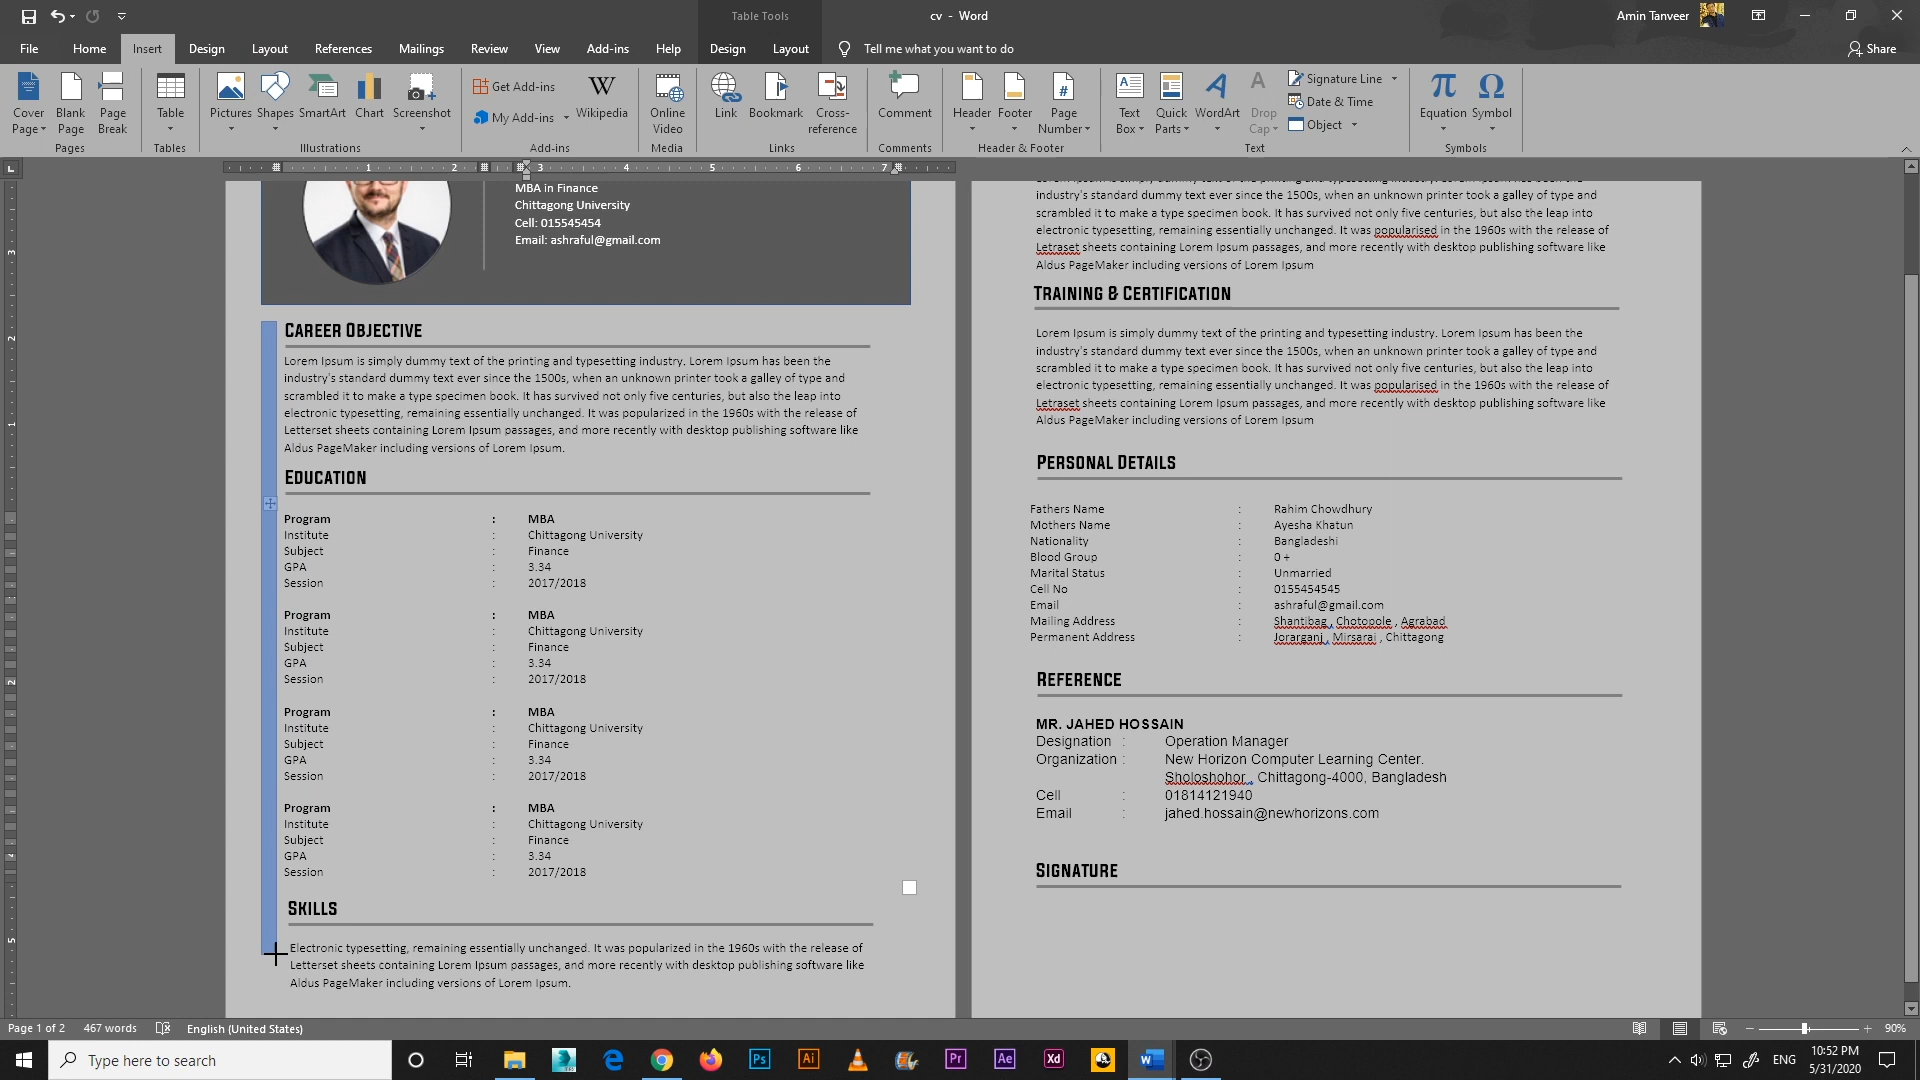 Table Tools
cv - Word
Amin Tanveer
File Home Insert Design Layout References Mailings Review View Add-ins Help Design Layout Tell me what you want to do
Share
Cover Page
Blank Page
Page Break
Pages
Table
Tables
Pictures
Shapes
SmartArt
Chart
Screenshot
Illustrations
Get Add-ins
My Add-ins
Wikipedia
Add-ins
Online Video
Media
Link
Bookmark
Cross-reference
Links
Comment
Comments
Header
Footer
Page Number
Header & Footer
Text Box
Quick Parts
WordArt
Drop Cap
Signature Line
Date & Time
Object
Text
Equation
Symbol
Symbols
1 2 3 4 5 6 7
MBA in Finance
Chittagong University
Cell: 015545454
Email: ashraful@gmail.com
CAREER OBJECTIVE
Lorem Ipsum is simply dummy text of the printing and typesetting industry. Lorem Ipsum has been the
industry's standard dummy text ever since the 1500s, when an unknown printer took a galley of type and
scrambled it to make a type specimen book. It has survived not only five centuries, but also the leap into
electronic typesetting, remaining essentially unchanged. It was popularized in the 1960s with the release of
Letterset sheets containing Lorem Ipsum passages, and more recently with desktop publishing software like
Aldus PageMaker including versions of Lorem Ipsum.
EDUCATION
Program : MBA
Institute : Chittagong University
Subject : Finance
GPA : 3.34
Session : 2017/2018
Program : MBA
Institute : Chittagong University
Subject : Finance
GPA : 3.34
Session : 2017/2018
Program : MBA
Institute : Chittagong University
Subject : Finance
GPA : 3.34
Session : 2017/2018
Program : MBA
Institute : Chittagong University
Subject : Finance
GPA : 3.34
Session : 2017/2018
SKILLS
Electronic typesetting, remaining essentially unchanged. It was popularized in the 1960s with the release of
Letterset sheets containing Lorem Ipsum passages, and more recently with desktop publishing software like
Aldus PageMaker including versions of Lorem Ipsum.
industry's standard dummy text ever since the 1500s, when an unknown printer took a galley of type and
scrambled it to make a type specimen book. It has survived not only five centuries, but also the leap into
electronic typesetting, remaining essentially unchanged. It was popularised in the 1960s with the release of
Letraset sheets containing Lorem Ipsum passages, and more recently with desktop publishing software like
Aldus PageMaker including versions of Lorem Ipsum
TRAINING & CERTIFICATION
Lorem Ipsum is simply dummy text of the printing and typesetting industry. Lorem Ipsum has been the
industry's standard dummy text ever since the 1500s, when an unknown printer took a galley of type and
scrambled it to make a type specimen book. It has survived not only five centuries, but also the leap into
electronic typesetting, remaining essentially unchanged. It was popularised in the 1960s with the release of
Letraset sheets containing Lorem Ipsum passages, and more recently with desktop publishing software like
Aldus PageMaker including versions of Lorem Ipsum
PERSONAL DETAILS
Fathers Name : Rahim Chowdhury
Mothers Name : Ayesha Khatun
Nationality : Bangladeshi
Blood Group : O +
Marital Status : Unmarried
Cell No : 0155454545
Email : ashraful@gmail.com
Mailing Address : Shantibag , Chotopole , Agrabad
Permanent Address : Jorarganj , Mirsarai , Chittagong
REFERENCE
MR. JAHED HOSSAIN
Designation : Operation Manager
Organization : New Horizon Computer Learning Center.
Sholoshohor , Chittagong-4000, Bangladesh
Cell : 01814121940
Email : jahed.hossain@newhorizons.com
SIGNATURE
Page 1 of 2 467 words English (United States) 90%
Type here to search
Ps Ai Pr Ae Xd
ENG
10:52 PM
5/31/2020